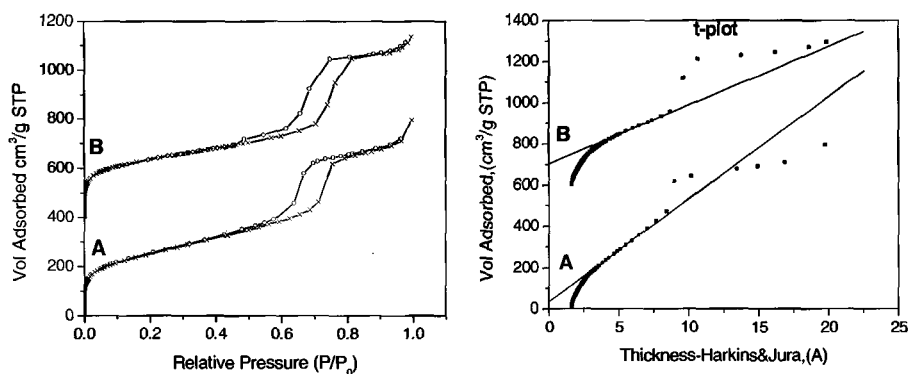 1200
1000
800
600
400
200
0
Vol Adsorbed cm³/g STP
B
A
0.0 0.2 0.4 0.6 0.8 1.0
Relative Pressure (P/P₀)
t-plot
1400
1200
1000
800
600
400
200
0
Vol Adsorbed,(cm³/g STP)
B
A
0 5 10 15 20 25
Thickness-Harkins&Jura,(A)